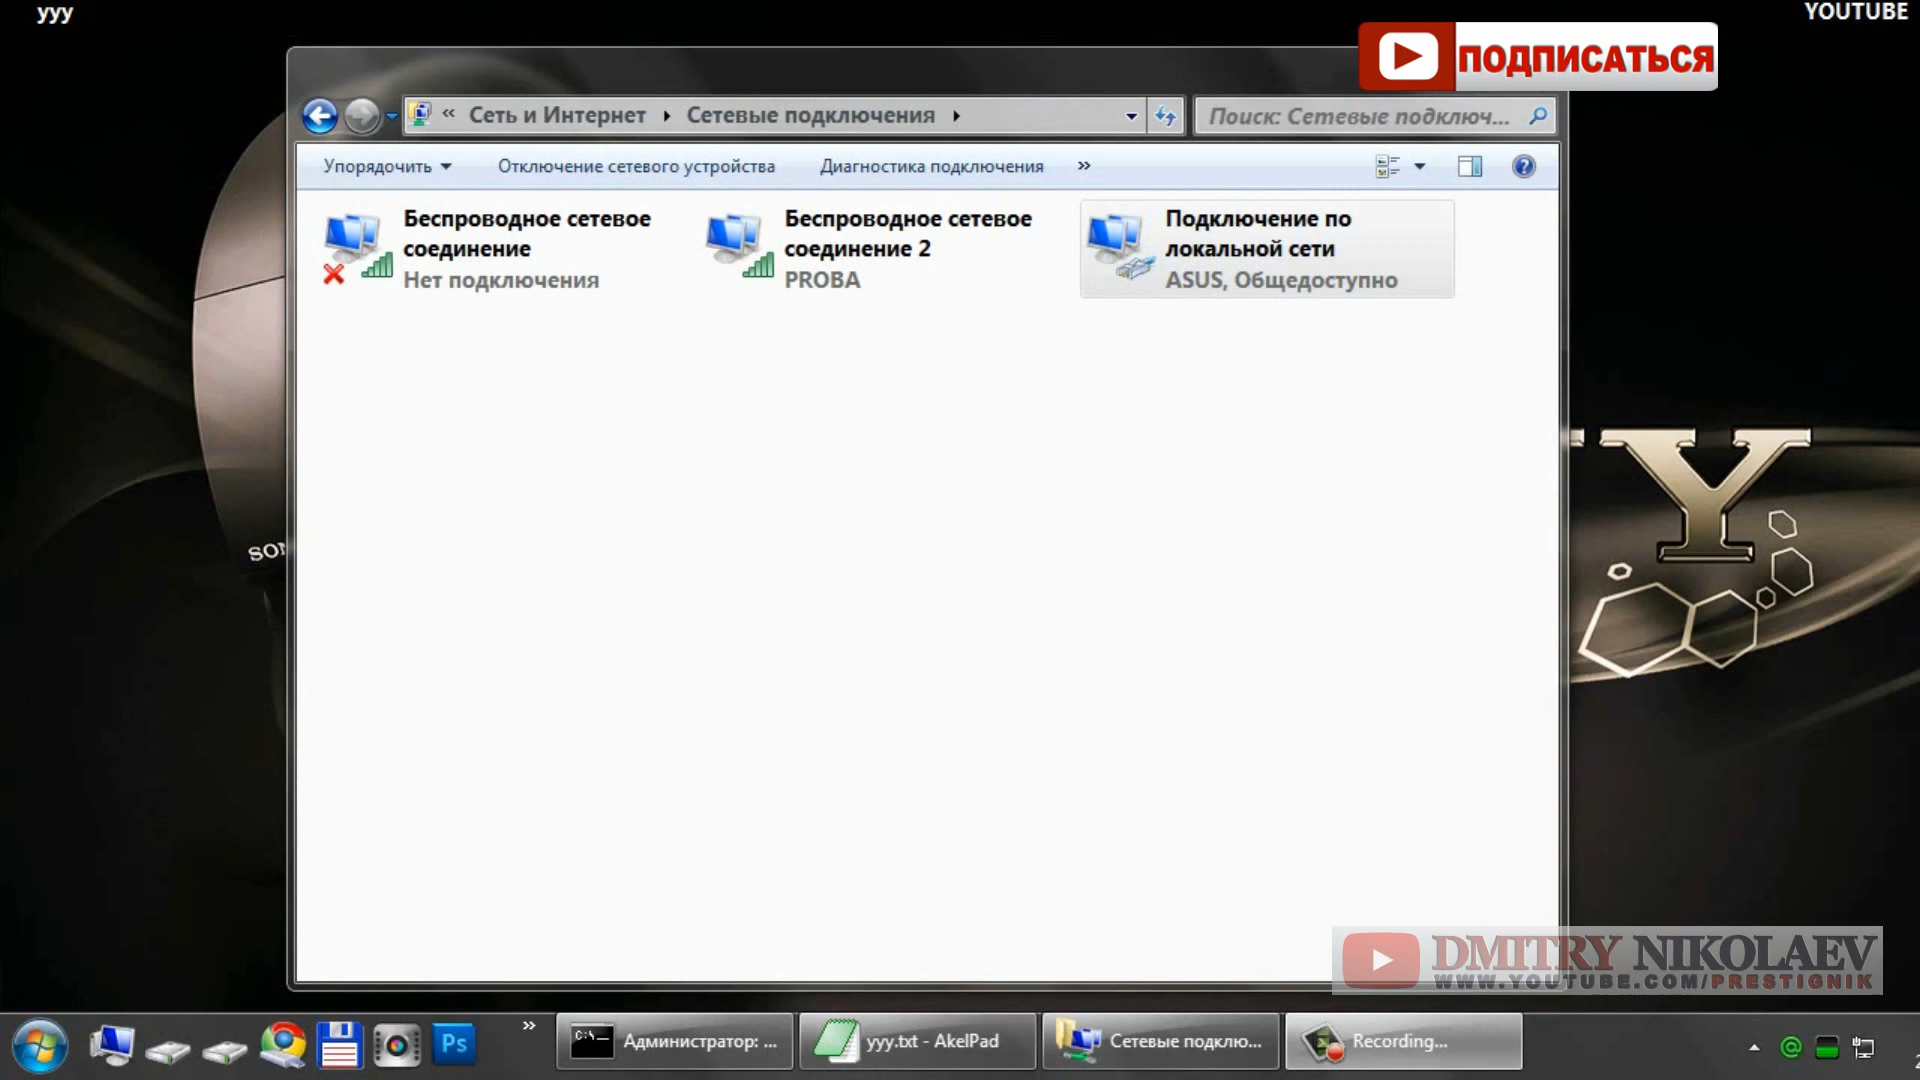 yyy
YOUTUBE
ПОДПИСАТЬСЯ
« Сеть и Интернет ▸ Сетевые подключения ▸
Поиск: Сетевые подключ...
Упорядочить Отключение сетевого устройства Диагностика подключения »
Беспроводное сетевое
соединение
Нет подключения
Беспроводное сетевое
соединение 2
PROBA
Подключение по
локальной сети
ASUS, Общедоступно
SON
Y
DMITRY NIKOLAEV
WWW.YOUTUBE.COM/PRESTIGNIK
Ps
»
C:\_
Администратор: ...
yyy.txt - AkelPad
Сетевые подклю...
Recording...